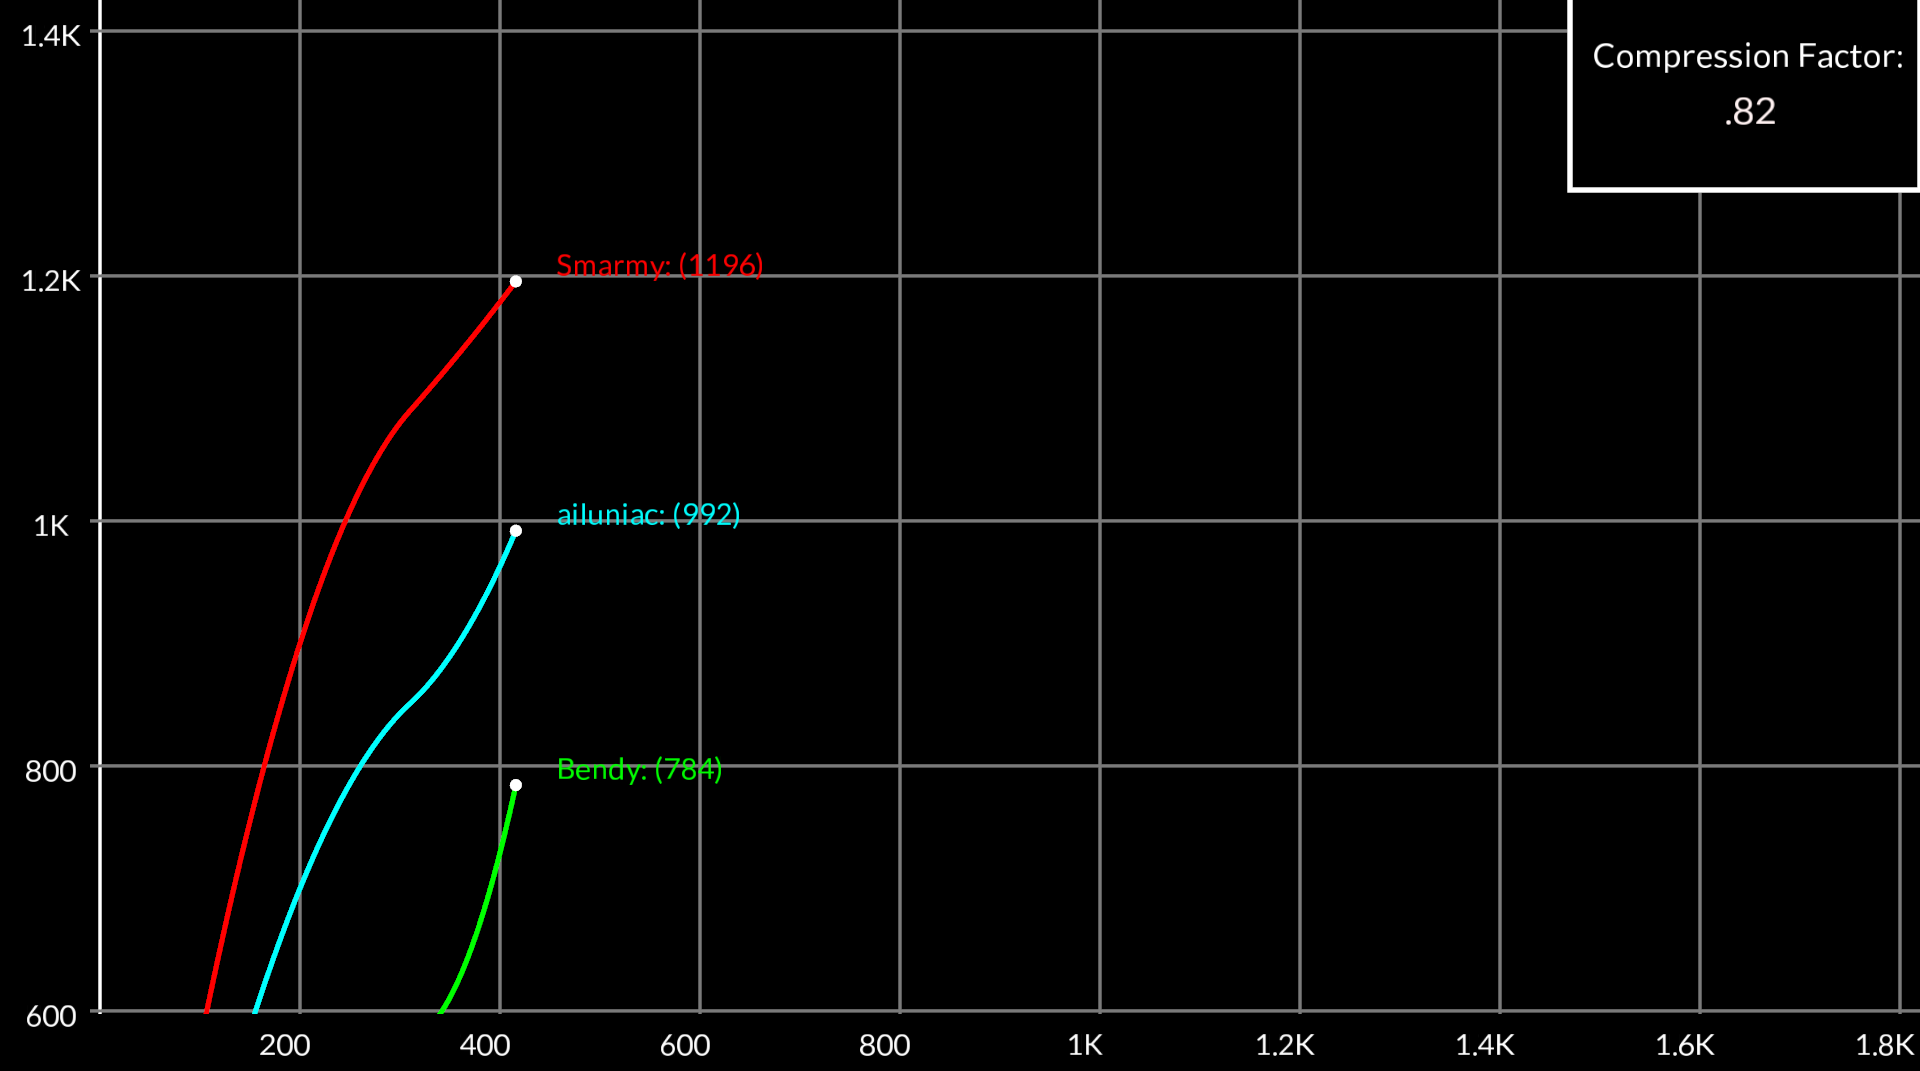 1.4K
Compression Factor:
.82
1.2K
Smarmy: (1196)
1K
ailuniac: (992)
800
Bendy: (784)
600
200 400 600 800 1K 1.2K 1.4K 1.6K 1.8K